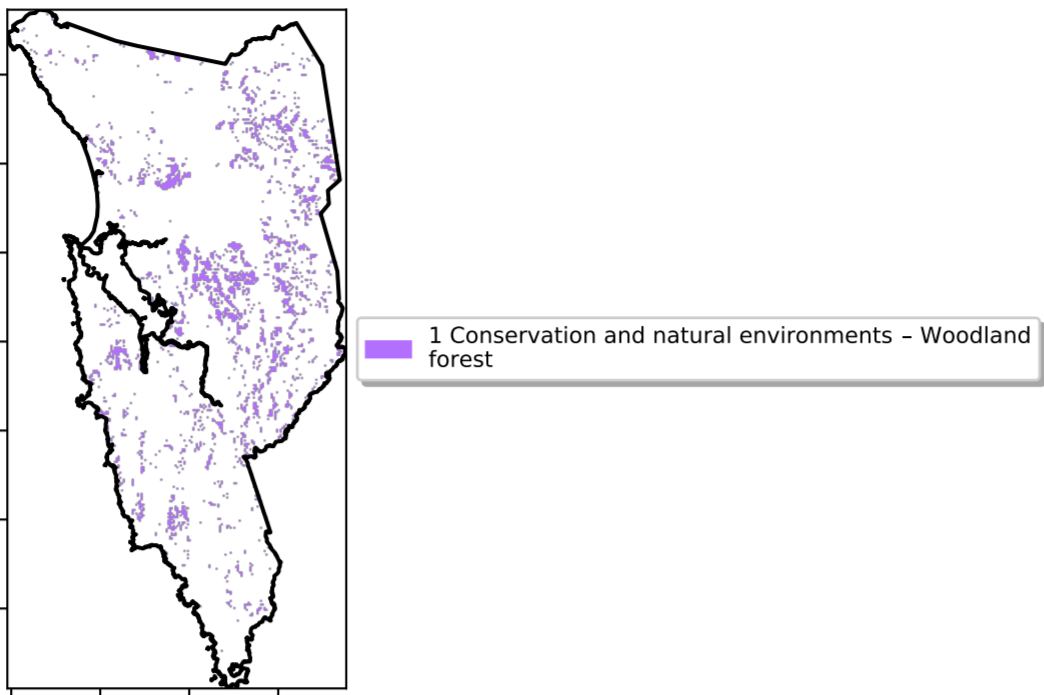 1 Conservation and natural environments – Woodland
forest